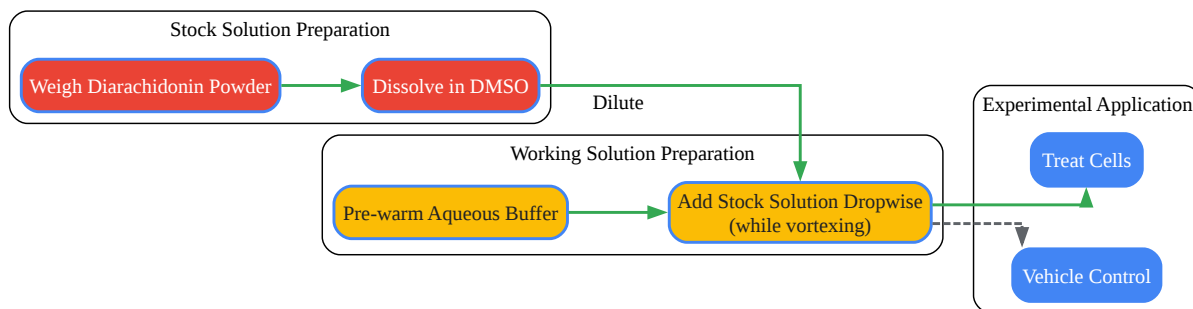 Stock Solution Preparation
Weigh Diarachidonin Powder
Dissolve in DMSO
Dilute
Working Solution Preparation
Pre-warm Aqueous Buffer
Add Stock Solution Dropwise
(while vortexing)
Experimental Application
Treat Cells
Vehicle Control